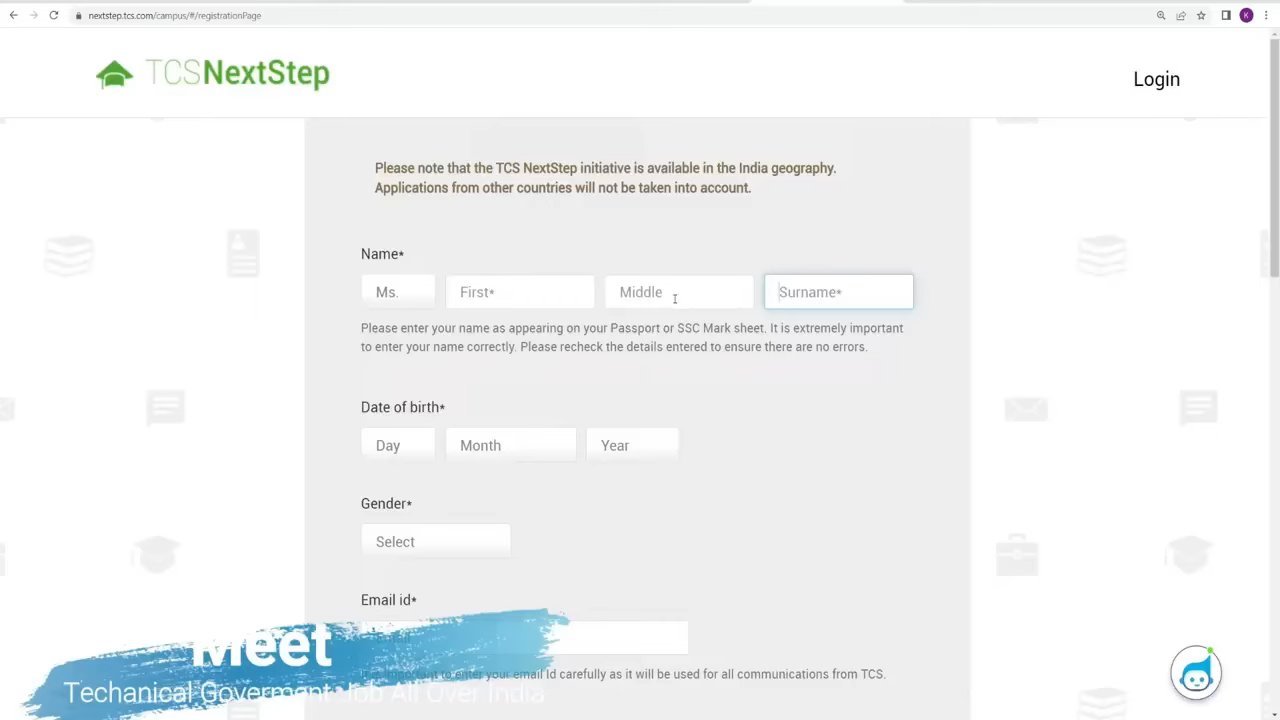 nextstep.tcs.com/campus/#/registrationPage
K
TCSNextStep
Login
Please note that the TCS NextStep initiative is available in the India geography.
Applications from other countries will not be taken into account.
Name*
Ms. First* Middle Surname*
Please enter your name as appearing on your Passport or SSC Mark sheet. It is extremely important
to enter your name correctly. Please recheck the details entered to ensure there are no errors.
Date of birth*
Day Month Year
Gender*
Select
Email id*
Meet
important to enter your email Id carefully as it will be used for all communications from TCS.
Techanical Goverment Job All Over India